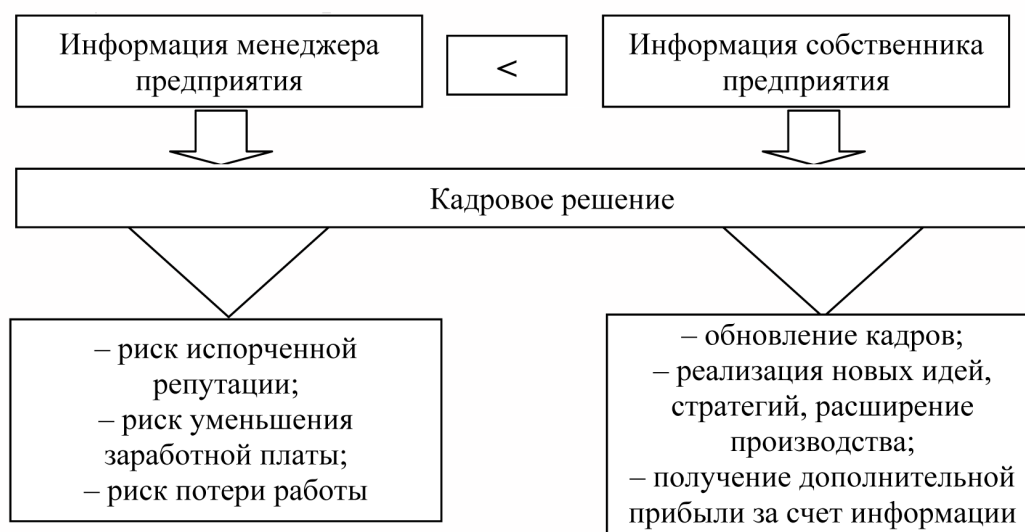 Информация менеджера
предприятия
<
Информация собственника
предприятия
Кадровое решение
– риск испорченной
репутации;
– риск уменьшения
заработной платы;
– риск потери работы
– обновление кадров;
– реализация новых идей,
стратегий, расширение
производства;
– получение дополнительной
прибыли за счет информации